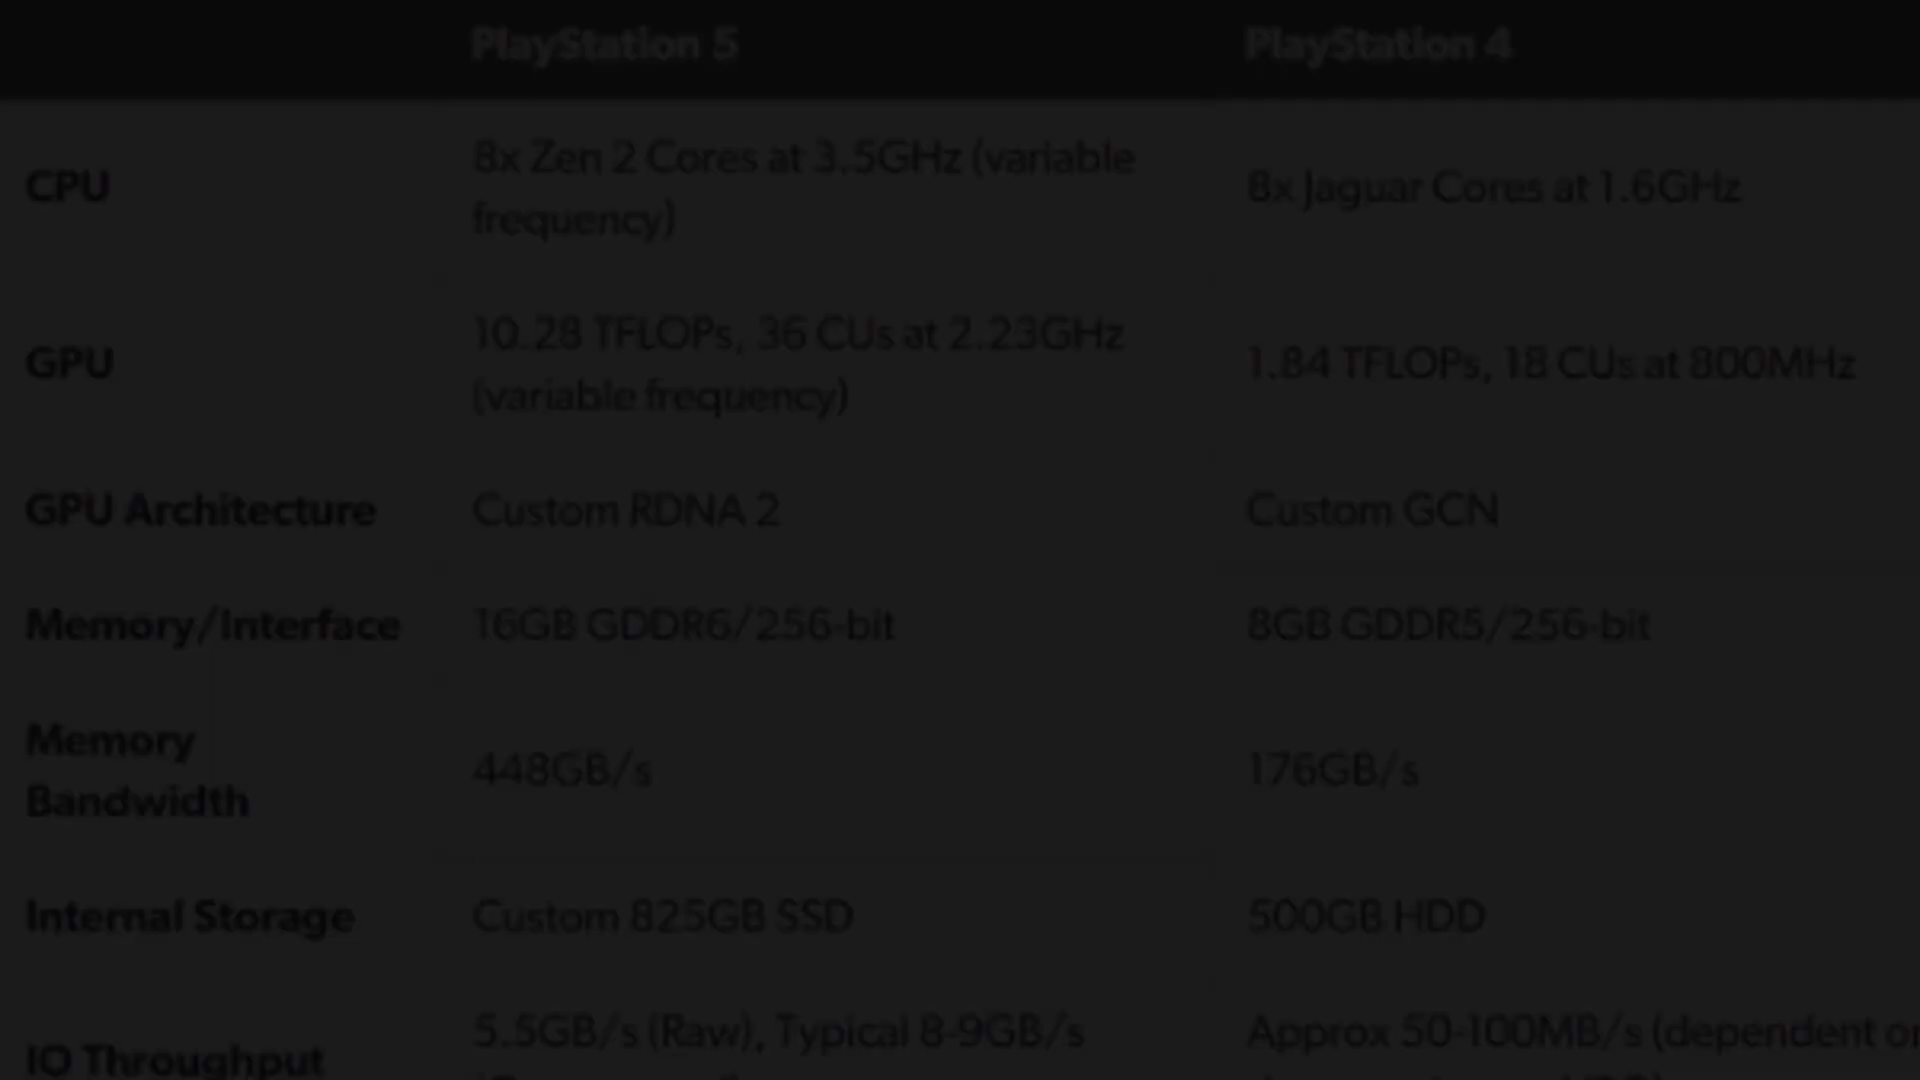 PlayStation 5 PlayStation 4
CPU 8x Zen 2 Cores at 3.5GHz (variable frequency) 8x Jaguar Cores at 1.6GHz
GPU 10.28 TFLOPs, 36 CUs at 2.23GHz (variable frequency) 1.84 TFLOPs, 18 CUs at 800MHz
GPU Architecture Custom RDNA 2 Custom GCN
Memory/Interface 16GB GDDR6/256-bit 8GB GDDR5/256-bit
Memory Bandwidth 448GB/s 176GB/s
Internal Storage Custom 825GB SSD 500GB HDD
IO Throughput 5.5GB/s (Raw), Typical 8-9GB/s Approx 50-100MB/s (dependent